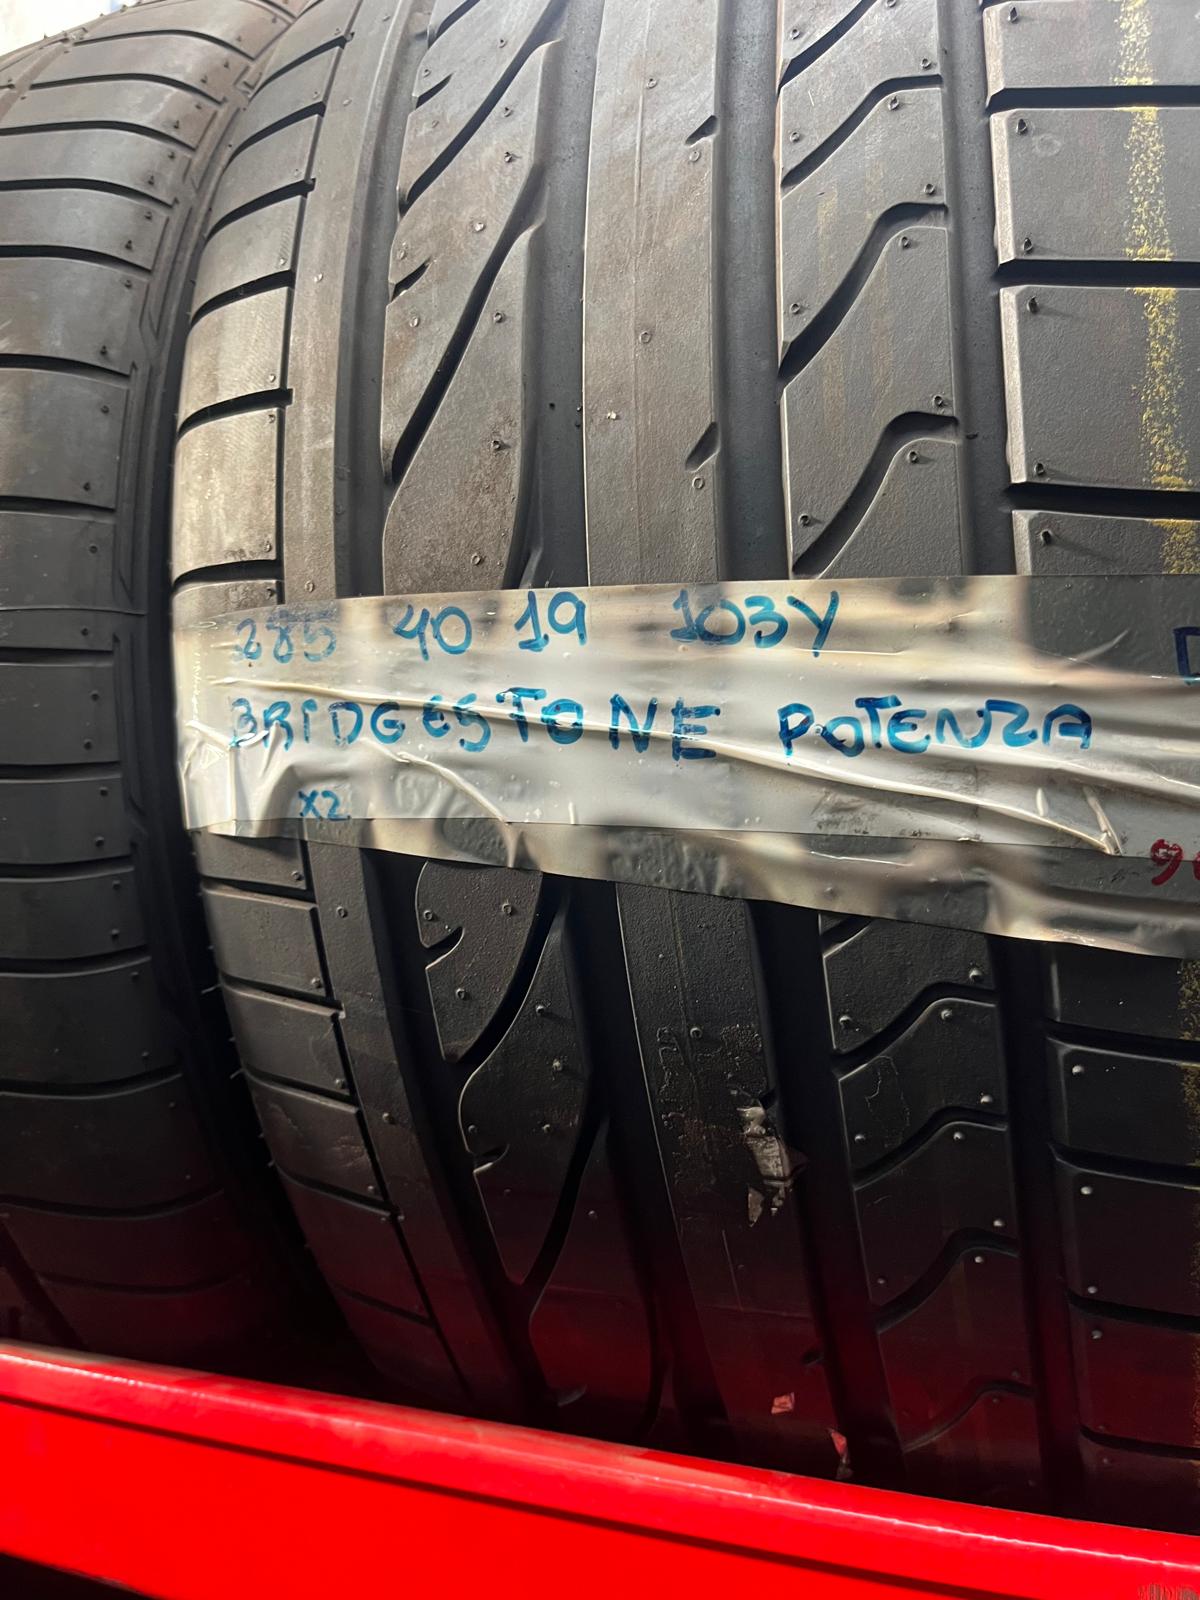 285 40 19 103Y
BRIDGESTONE POTENZA
X2